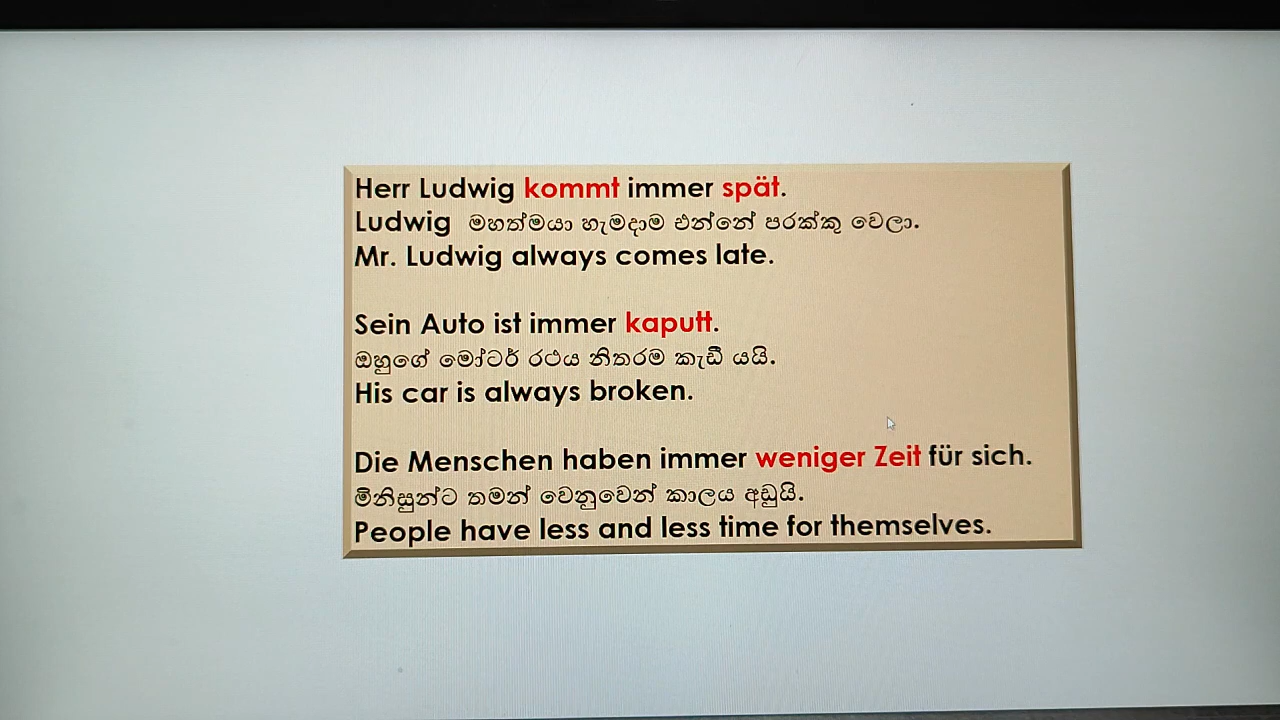 Herr Ludwig kommt immer spät.
Ludwig මහත්මයා හැමදාම එන්නේ පරක්කු වෙලා.
Mr. Ludwig always comes late.
Sein Auto ist immer kaputt.
ඔහුගේ මෝටර් රථය නිතරම කැඩී යයි.
His car is always broken.
Die Menschen haben immer weniger Zeit für sich.
මිනිසුන්ට තමන් වෙනුවෙන් කාලය අඩුයි.
People have less and less time for themselves.